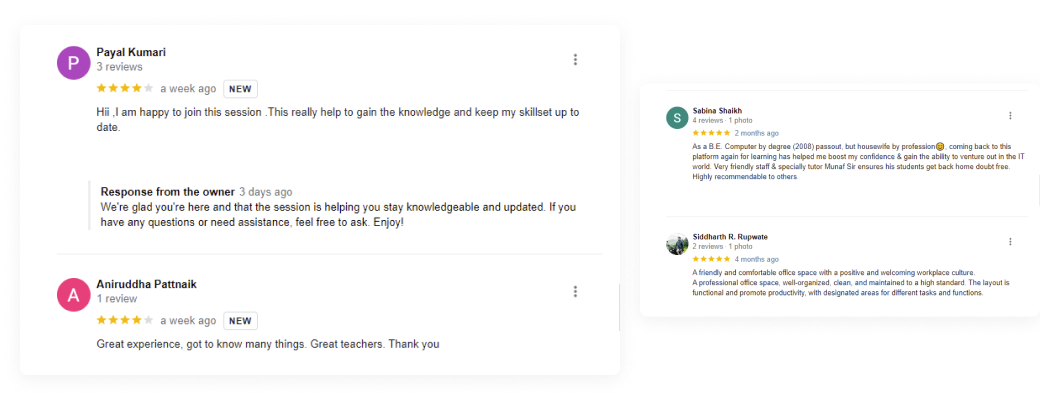 P
Payal Kumari
3 reviews
a week ago NEW
Hii ,I am happy to join this session .This really help to gain the knowledge and keep my skillset up to
date.
Response from the owner 3 days ago
We're glad you're here and that the session is helping you stay knowledgeable and updated. If you
have any questions or need assistance, feel free to ask. Enjoy!
A
Aniruddha Pattnaik
1 review
a week ago NEW
Great experience, got to know many things. Great teachers. Thank you
S
Sabina Shaikh
4 reviews · 1 photo
2 months ago
As a B.E. Computer by degree (2008) passout, but housewife by profession😄, coming back to this
platform again for learning has helped me boost my confidence & gain the ability to venture out in the IT
world. Very friendly staff & specially tutor Munaf Sir ensures his students get back home doubt free.
Highly recommendable to others.
Siddharth R. Rupwate
2 reviews · 1 photo
4 months ago
A friendly and comfortable office space with a positive and welcoming workplace culture.
A professional office space, well-organized, clean, and maintained to a high standard. The layout is
functional and promote productivity, with designated areas for different tasks and functions.